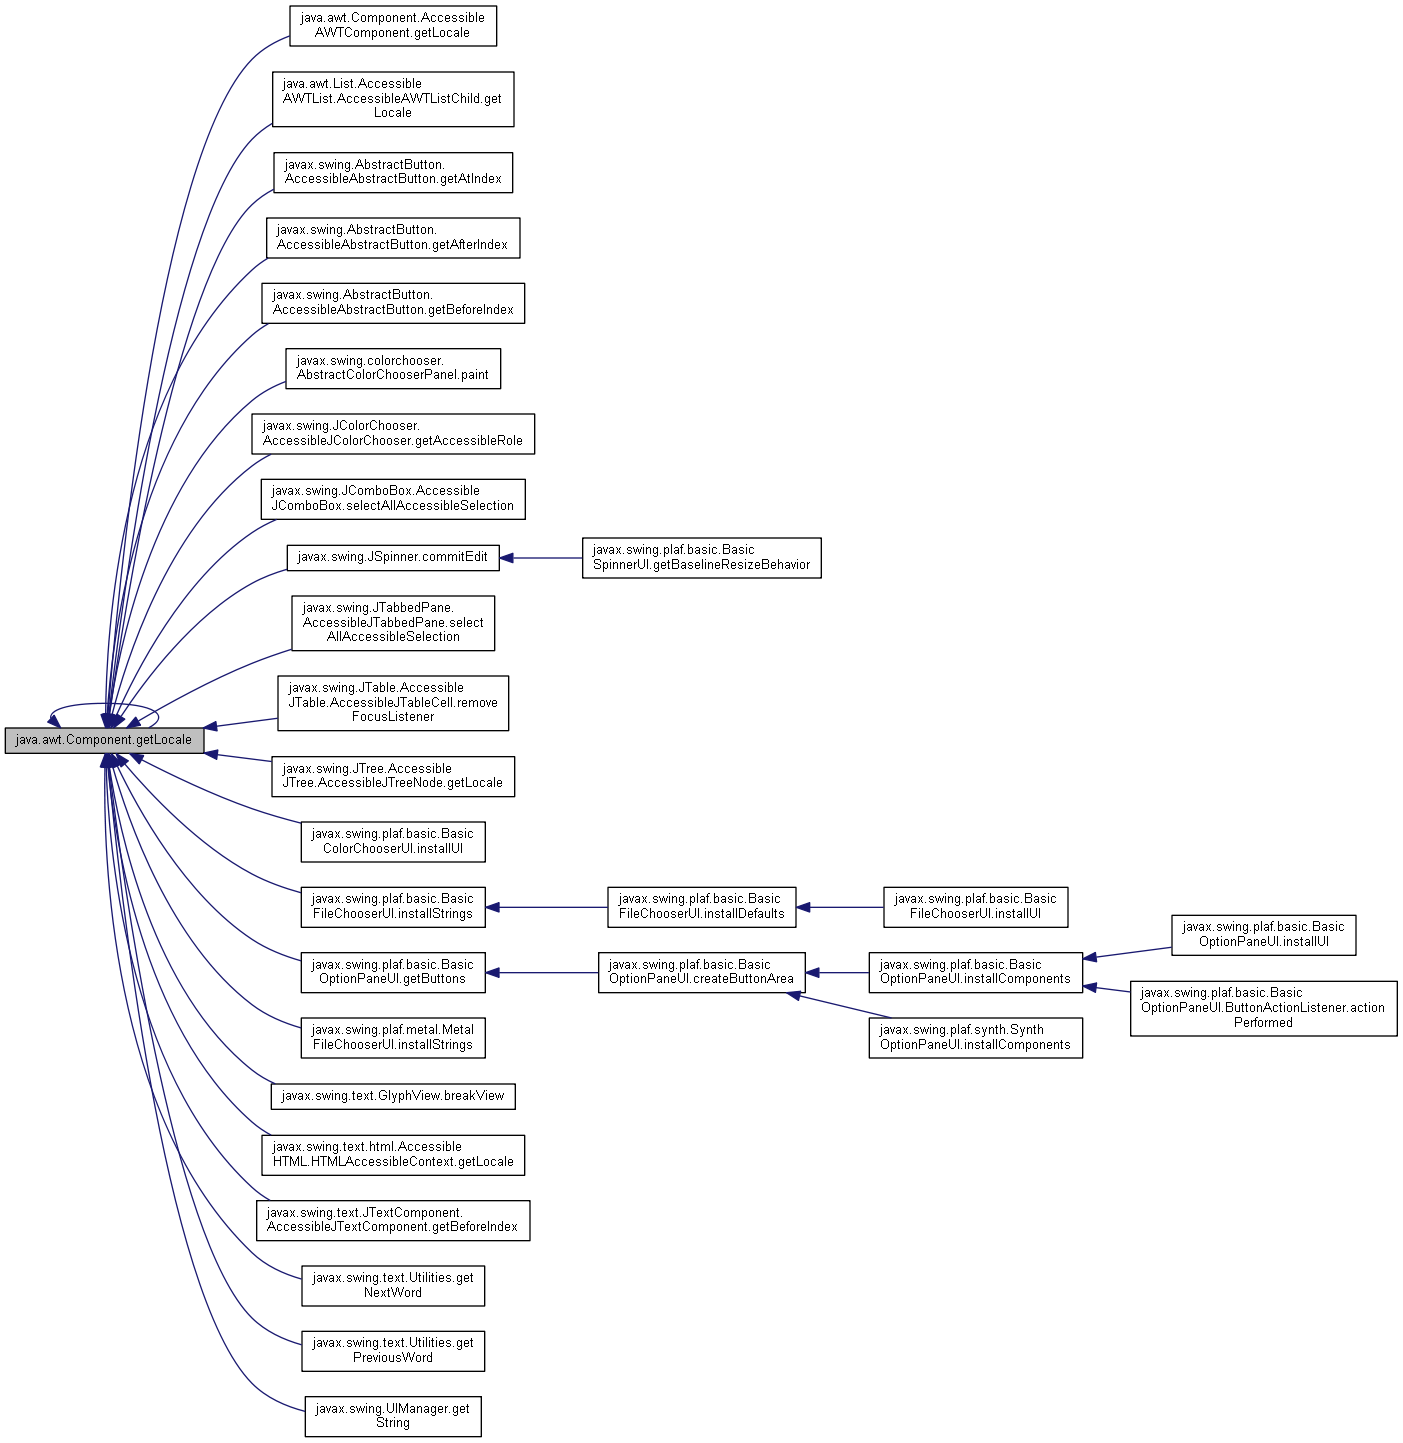 java.awt.Component.Accessible
AWTComponent.getLocale
java.awt.List.Accessible
AWTList.AccessibleAWTListChild.get
Locale
javax.swing.AbstractButton.
AccessibleAbstractButton.getAtIndex
javax.swing.AbstractButton.
AccessibleAbstractButton.getAfterIndex
javax.swing.AbstractButton.
AccessibleAbstractButton.getBeforeIndex
javax.swing.colorchooser.
AbstractColorChooserPanel.paint
javax.swing.JColorChooser.
AccessibleJColorChooser.getAccessibleRole
javax.swing.JComboBox.Accessible
JComboBox.selectAllAccessibleSelection
javax.swing.JSpinner.commitEdit
javax.swing.plaf.basic.Basic
SpinnerUI.getBaselineResizeBehavior
javax.swing.JTabbedPane.
AccessibleJTabbedPane.select
AllAccessibleSelection
javax.swing.JTable.Accessible
JTable.AccessibleJTableCell.remove
FocusListener
java.awt.Component.getLocale
javax.swing.JTree.Accessible
JTree.AccessibleJTreeNode.getLocale
javax.swing.plaf.basic.Basic
ColorChooserUI.installUI
javax.swing.plaf.basic.Basic
FileChooserUI.installStrings
javax.swing.plaf.basic.Basic
FileChooserUI.installDefaults
javax.swing.plaf.basic.Basic
FileChooserUI.installUI
javax.swing.plaf.basic.Basic
OptionPaneUI.getButtons
javax.swing.plaf.basic.Basic
OptionPaneUI.createButtonArea
javax.swing.plaf.basic.Basic
OptionPaneUI.installComponents
javax.swing.plaf.basic.Basic
OptionPaneUI.installUI
javax.swing.plaf.basic.Basic
OptionPaneUI.ButtonActionListener.action
Performed
javax.swing.plaf.synth.Synth
OptionPaneUI.installComponents
javax.swing.plaf.metal.Metal
FileChooserUI.installStrings
javax.swing.text.GlyphView.breakView
javax.swing.text.html.Accessible
HTML.HTMLAccessibleContext.getLocale
javax.swing.text.JTextComponent.
AccessibleJTextComponent.getBeforeIndex
javax.swing.text.Utilities.get
NextWord
javax.swing.text.Utilities.get
PreviousWord
javax.swing.UIManager.get
String